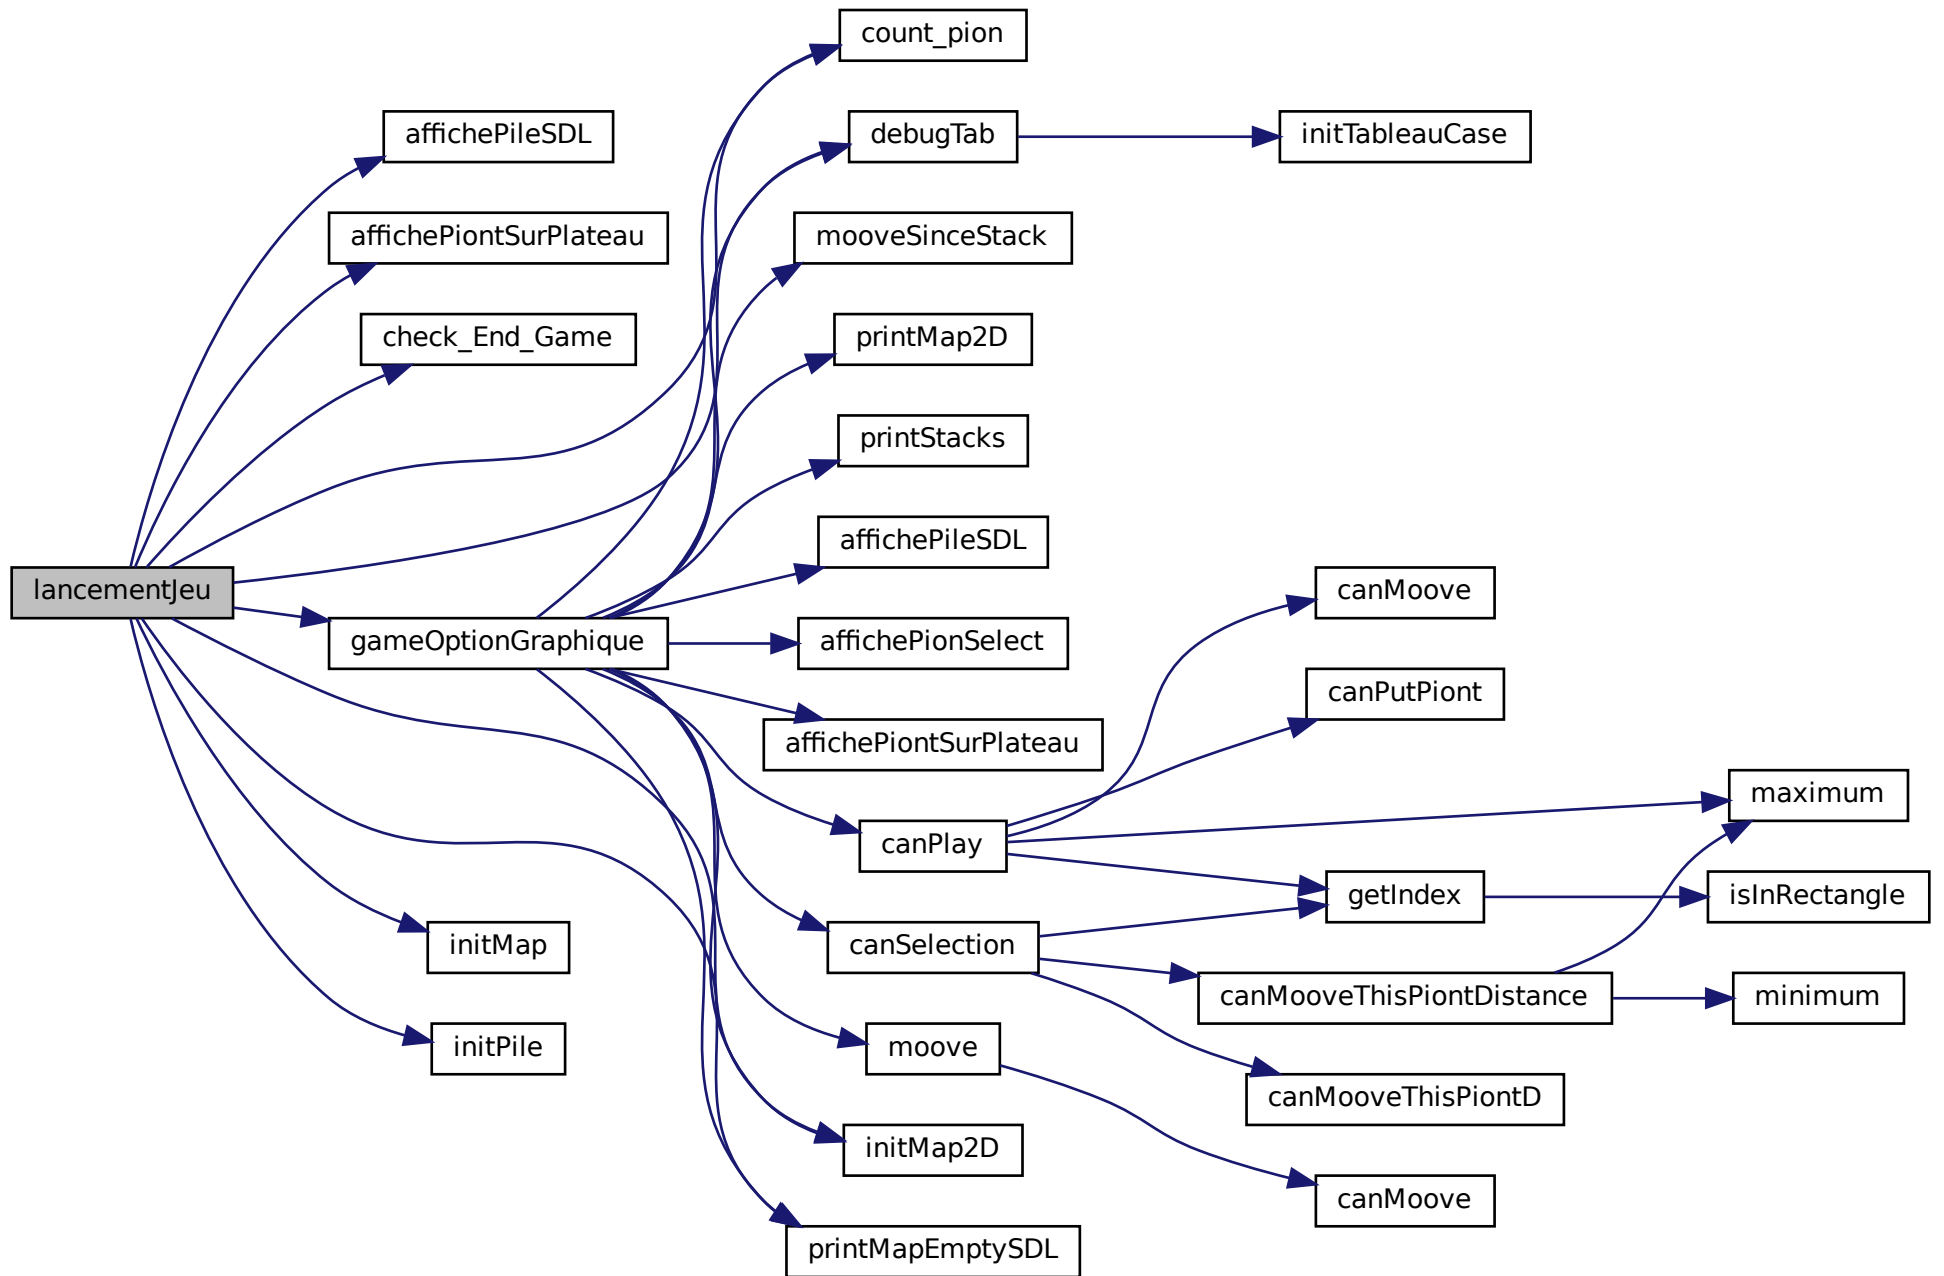 count_pion
affichePileSDL
debugTab
initTableauCase
affichePiontSurPlateau
mooveSinceStack
check_End_Game
printMap2D
printStacks
affichePileSDL
lancementJeu
canMoove
gameOptionGraphique
affichePionSelect
canPutPiont
affichePiontSurPlateau
maximum
canPlay
getIndex
isInRectangle
initMap
canSelection
canMooveThisPiontDistance
minimum
initPile
moove
canMooveThisPiontD
initMap2D
canMoove
printMapEmptySDL